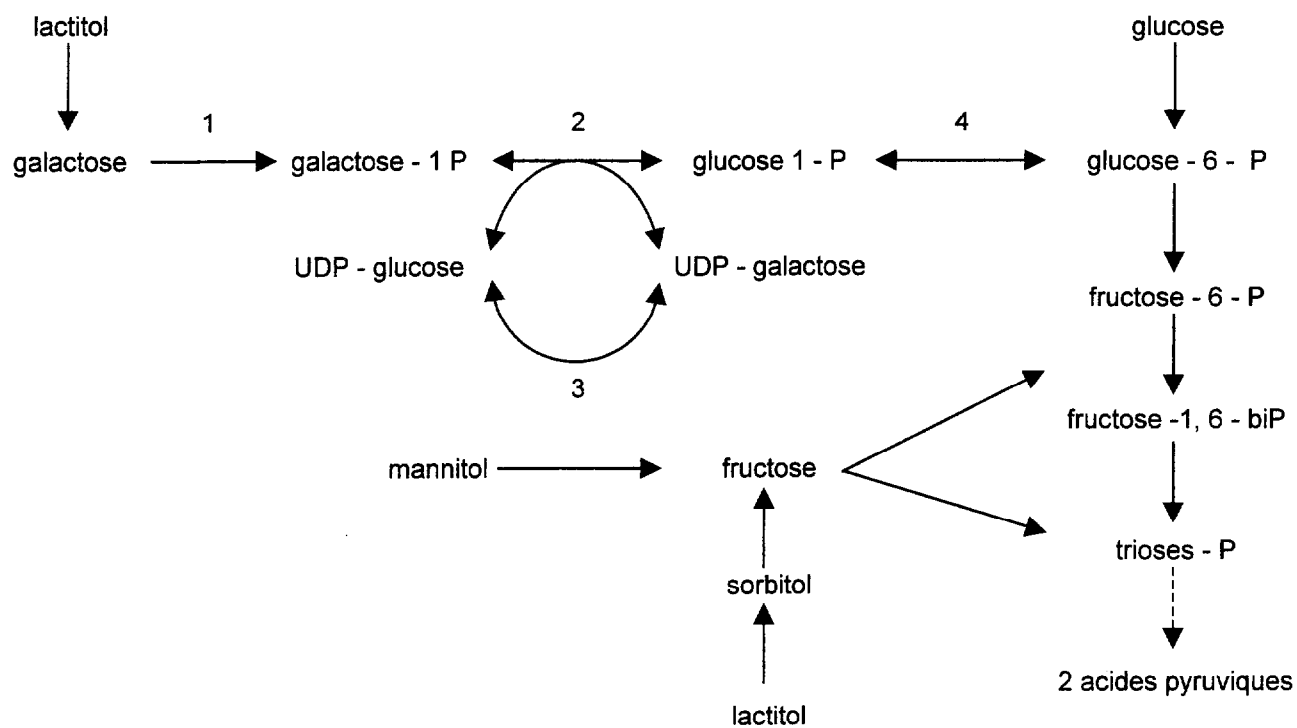 lactitol
glucose
1
2
4
galactose
galactose - 1 P
glucose 1 - P
glucose - 6 - P
UDP - glucose
UDP - galactose
fructose - 6 - P
3
fructose -1, 6 - biP
mannitol
fructose
trioses - P
sorbitol
2 acides pyruviques
lactitol